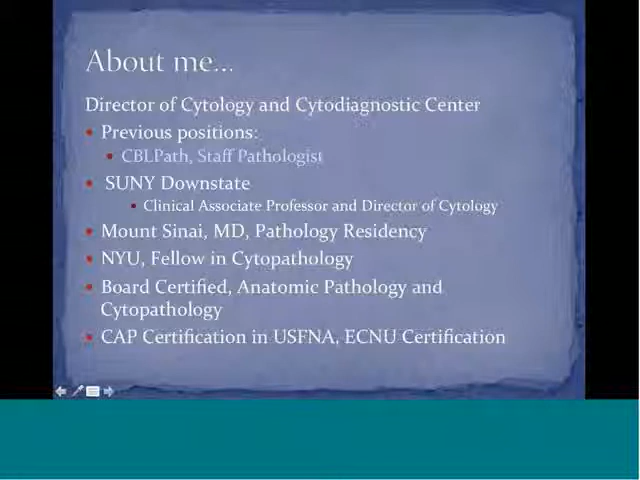 About me...
Director of Cytology and Cytodiagnostic Center
Previous positions:
CBLPath, Staff Pathologist
SUNY Downstate
Clinical Associate Professor and Director of Cytology
Mount Sinai, MD, Pathology Residency
NYU, Fellow in Cytopathology
Board Certified, Anatomic Pathology and
Cytopathology
CAP Certification in USFNA, ECNU Certification